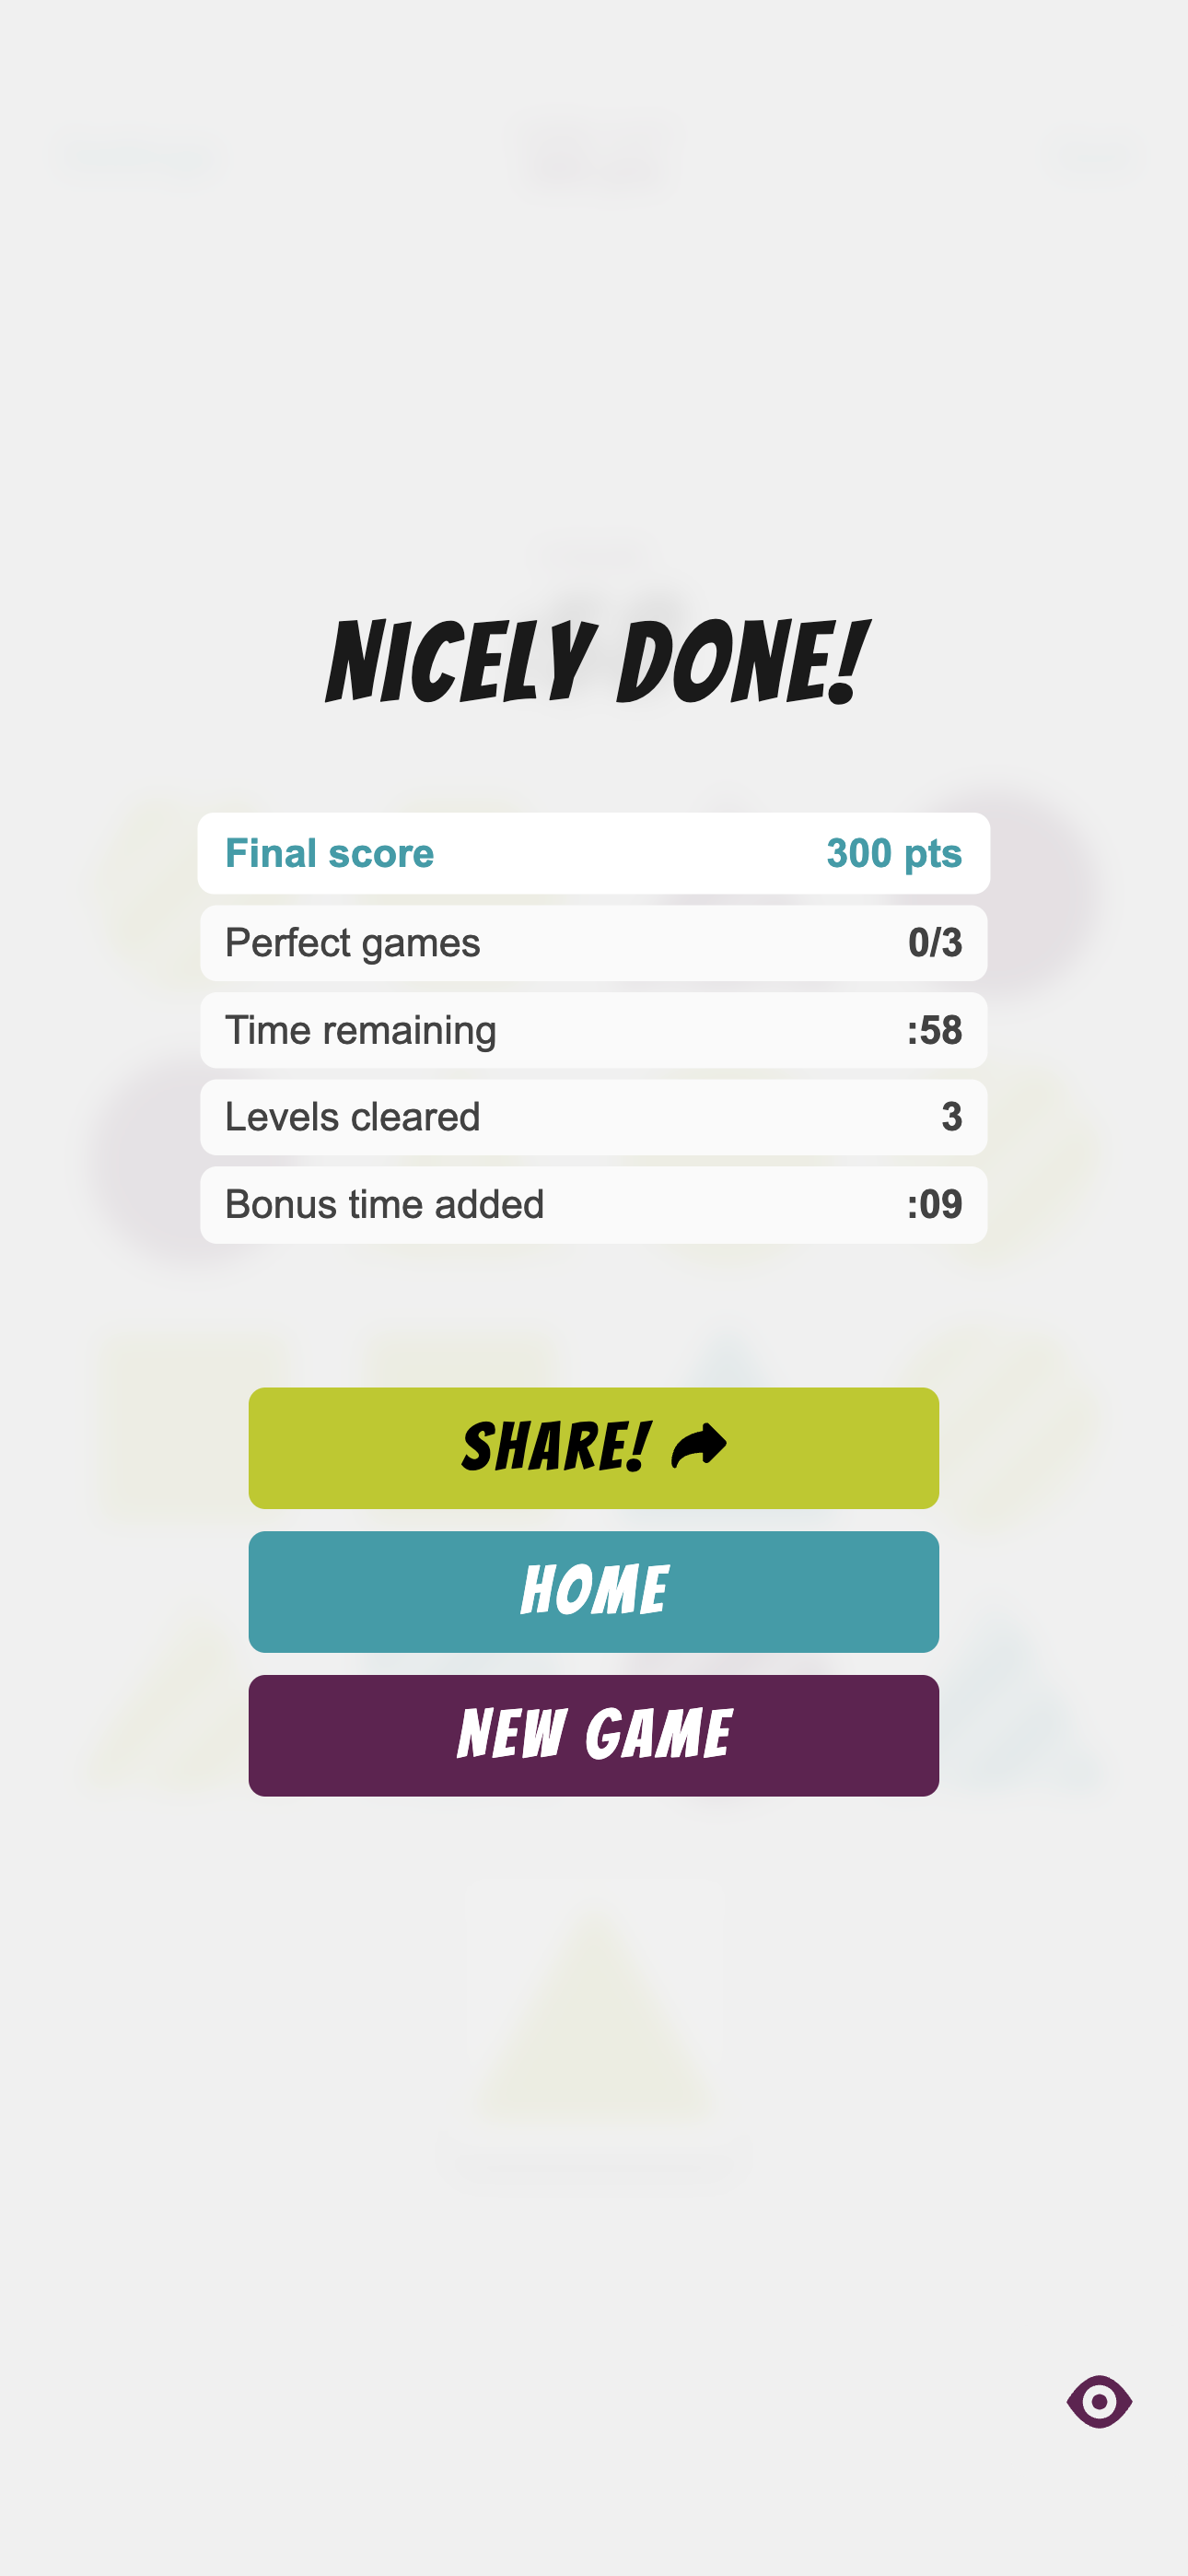 NICELY DONE!
Final score 300 pts
Perfect games 0/3
Time remaining :58
Levels cleared 3
Bonus time added :09
SHARE!
HOME
NEW GAME